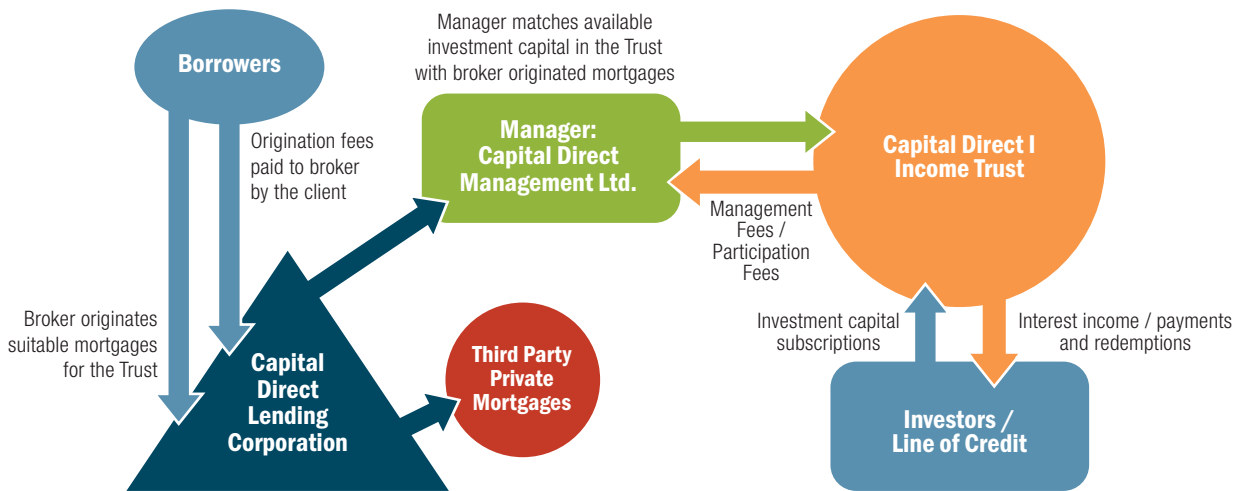 Borrowers
Manager matches available
investment capital in the Trust
with broker originated mortgages
Origination fees
paid to broker
by the client
Manager:
Capital Direct
Management Ltd.
Capital Direct I
Income Trust
Management
Fees /
Participation
Fees
Broker originates
suitable mortgages
for the Trust
Capital
Direct
Lending
Corporation
Third Party
Private
Mortgages
Investment capital
subscriptions
Interest income / payments
and redemptions
Investors /
Line of Credit